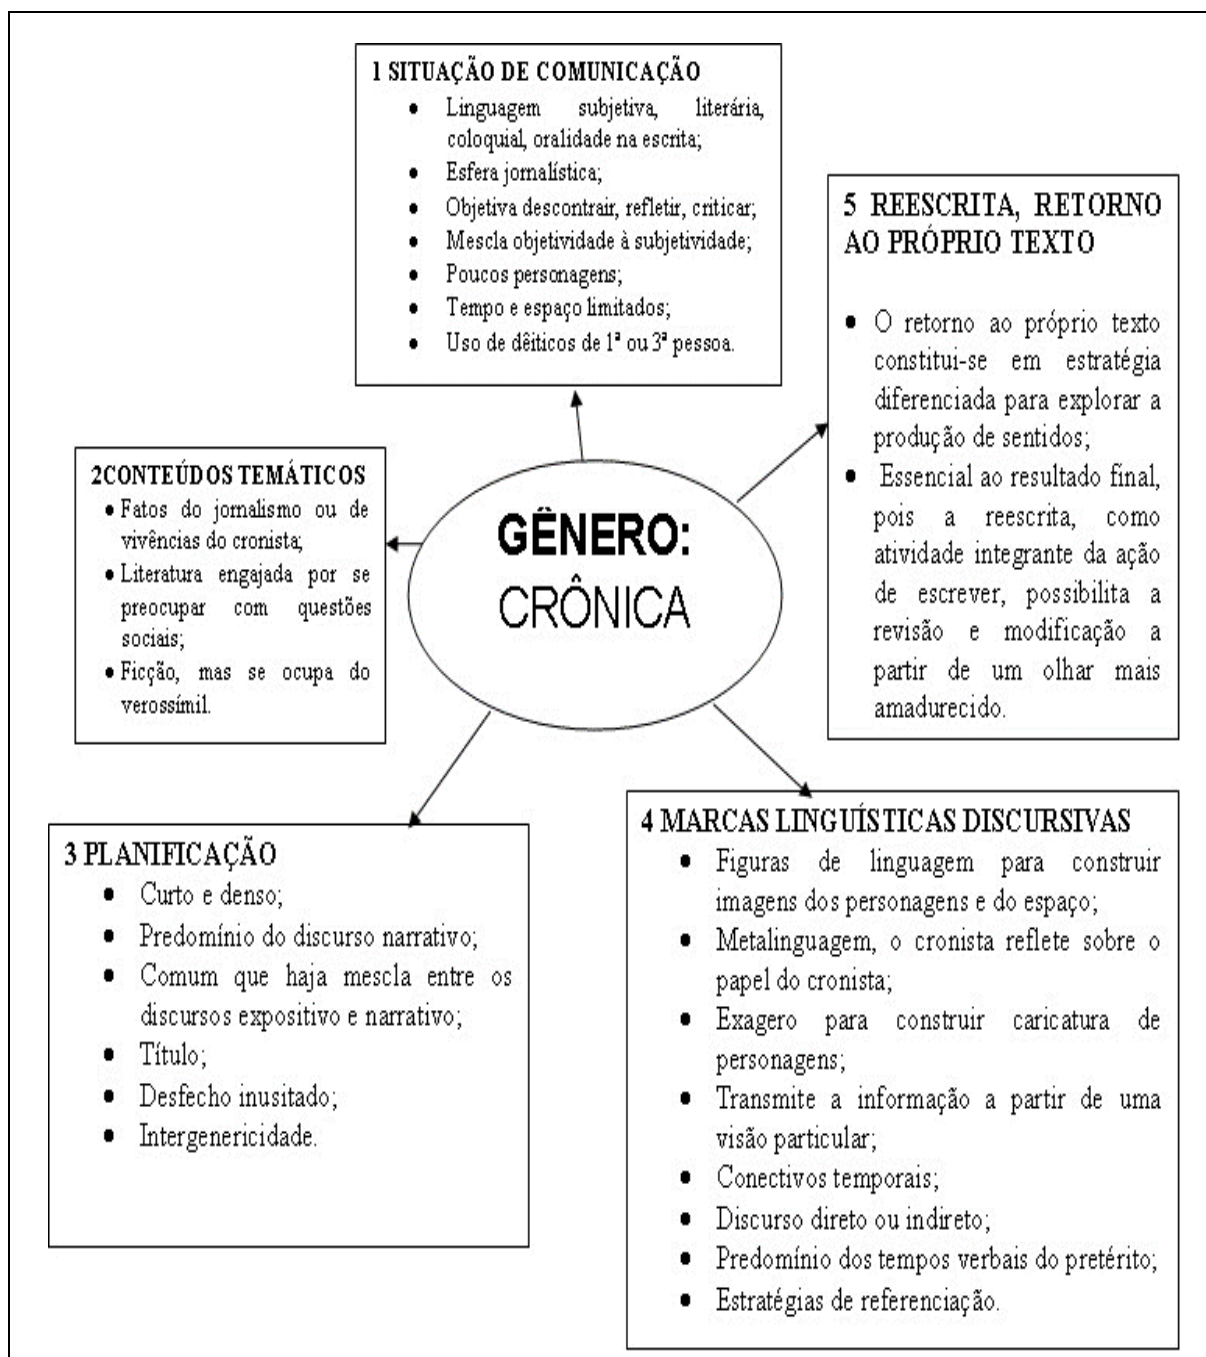 1 SITUAÇÃO DE COMUNICAÇÃO
● Linguagem subjetiva, literária,
coloquial, oralidade na escrita;
● Esfera jornalística;
● Objetiva descontrair, refletir, criticar;
● Mescla objetividade à subjetividade;
● Poucos personagens;
● Tempo e espaço limitados;
● Uso de dêiticos de 1ª ou 3ª pessoa.
2CONTEÚDOS TEMÁTICOS
● Fatos do jornalismo ou de
vivências do cronista;
● Literatura engajada por se
preocupar com questões
sociais;
● Ficção, mas se ocupa do
verossímil.
GÊNERO:
CRÔNICA
5 REESCRITA, RETORNO
AO PRÓPRIO TEXTO
● O retorno ao próprio texto
constitui-se em estratégia
diferenciada para explorar a
produção de sentidos;
● Essencial ao resultado final,
pois a reescrita, como
atividade integrante da ação
de escrever, possibilita a
revisão e modificação a
partir de um olhar mais
amadurecido.
3 PLANIFICAÇÃO
● Curto e denso;
● Predomínio do discurso narrativo;
● Comum que haja mescla entre os
discursos expositivo e narrativo;
● Título;
● Desfecho inusitado;
● Intergenericidade.
4 MARCAS LINGUÍSTICAS DISCURSIVAS
● Figuras de linguagem para construir
imagens dos personagens e do espaço;
● Metalinguagem, o cronista reflete sobre o
papel do cronista;
● Exagero para construir caricatura de
personagens;
● Transmite a informação a partir de uma
visão particular;
● Conectivos temporais;
● Discurso direto ou indireto;
● Predomínio dos tempos verbais do pretérito;
● Estratégias de referenciação.